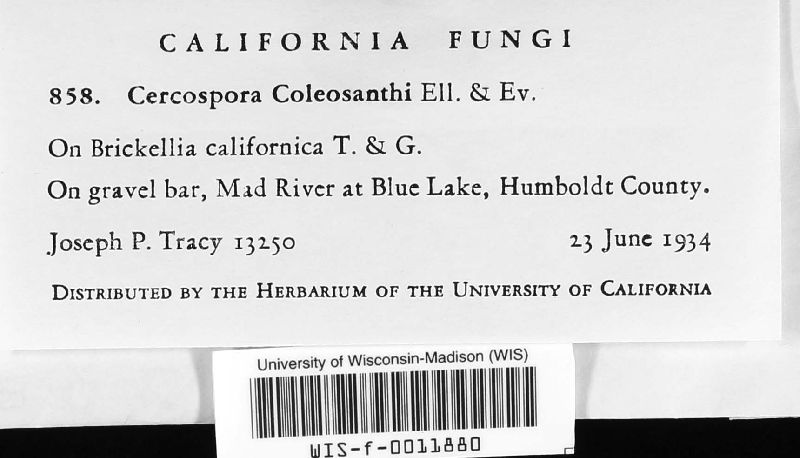 CALIFORNIA FUNGI
858. Cercospora Coleosanthi Ell. & Ev.
On Brickellia californica T. & G.
On gravel bar, Mad River at Blue Lake, Humboldt County.
Joseph P. Tracy 13250 23 June 1934
DISTRIBUTED BY THE HERBARIUM OF THE UNIVERSITY OF CALIFORNIA
University of Wisconsin-Madison (WIS)
WIS-f-0011880